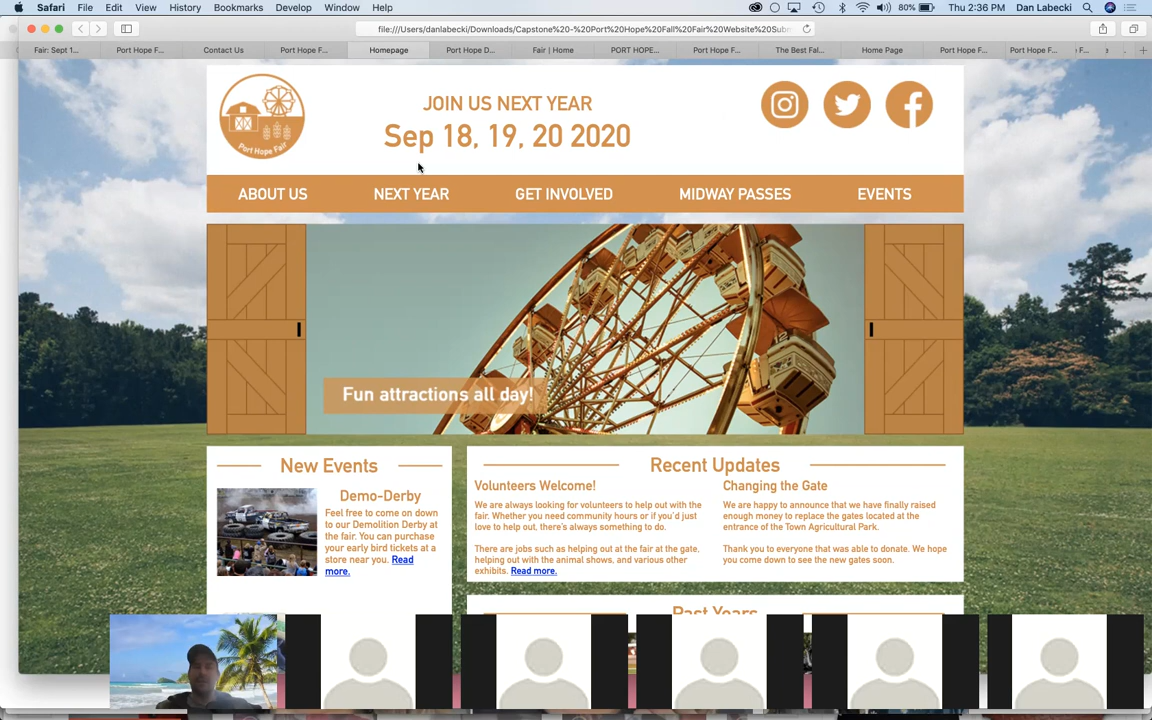 Safari File Edit View History Bookmarks Develop Window Help 80% Thu 2:36 PM Dan Labecki
file:///Users/danlabecki/Downloads/Capstone%20-%20Port%20Hope%20Fall%20Fair%20Website%20Sub
Fair: Sept 1... Port Hope F... Contact Us Port Hope F... Homepage Port Hope D... Fair | Home PORT HOPE... Port Hope F... The Best Fal... Home Page Port Hope F... Port Hope F... F...
Port Hope Fair
JOIN US NEXT YEAR
Sep 18, 19, 20 2020
ABOUT US NEXT YEAR GET INVOLVED MIDWAY PASSES EVENTS
Fun attractions all day!
New Events
Demo-Derby
Feel free to come on down
to our Demolition Derby at
the fair. You can purchase
your early bird tickets at a
store near you. Read
more.
Recent Updates
Volunteers Welcome!
We are always looking for volunteers to help out with the
fair. Whether you need community hours or if you'd just
love to help out, there's always something to do.
There are jobs such as helping out at the fair at the gate,
helping out with the animal shows, and various other
exhibits. Read more.
Changing the Gate
We are happy to announce that we have finally raised
enough money to replace the gates located at the
entrance of the Town Agricultural Park.
Thank you to everyone that was able to donate. We hope
you come down to see the new gates soon.
Past Years